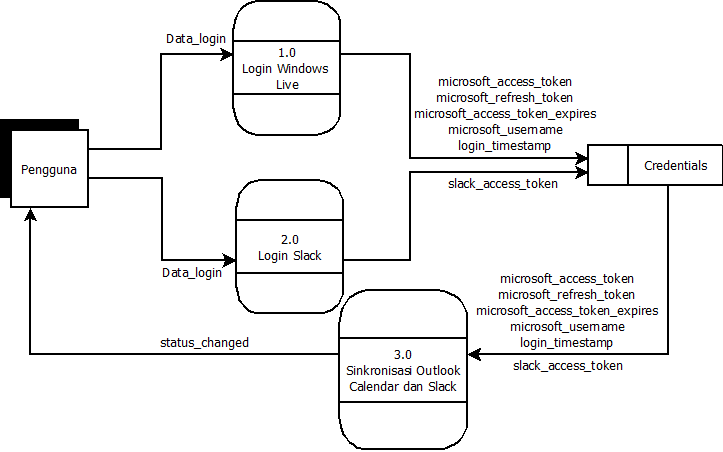 Data_login
1.0
Login Windows
Live
microsoft_access_token
microsoft_refresh_token
microsoft_access_token_expires
microsoft_username
login_timestamp
Pengguna
Credentials
slack_access_token
2.0
Login Slack
Data_login
microsoft_access_token
microsoft_refresh_token
microsoft_access_token_expires
microsoft_username
login_timestamp
status_changed
3.0
Sinkronisasi Outlook
Calendar dan Slack
slack_access_token